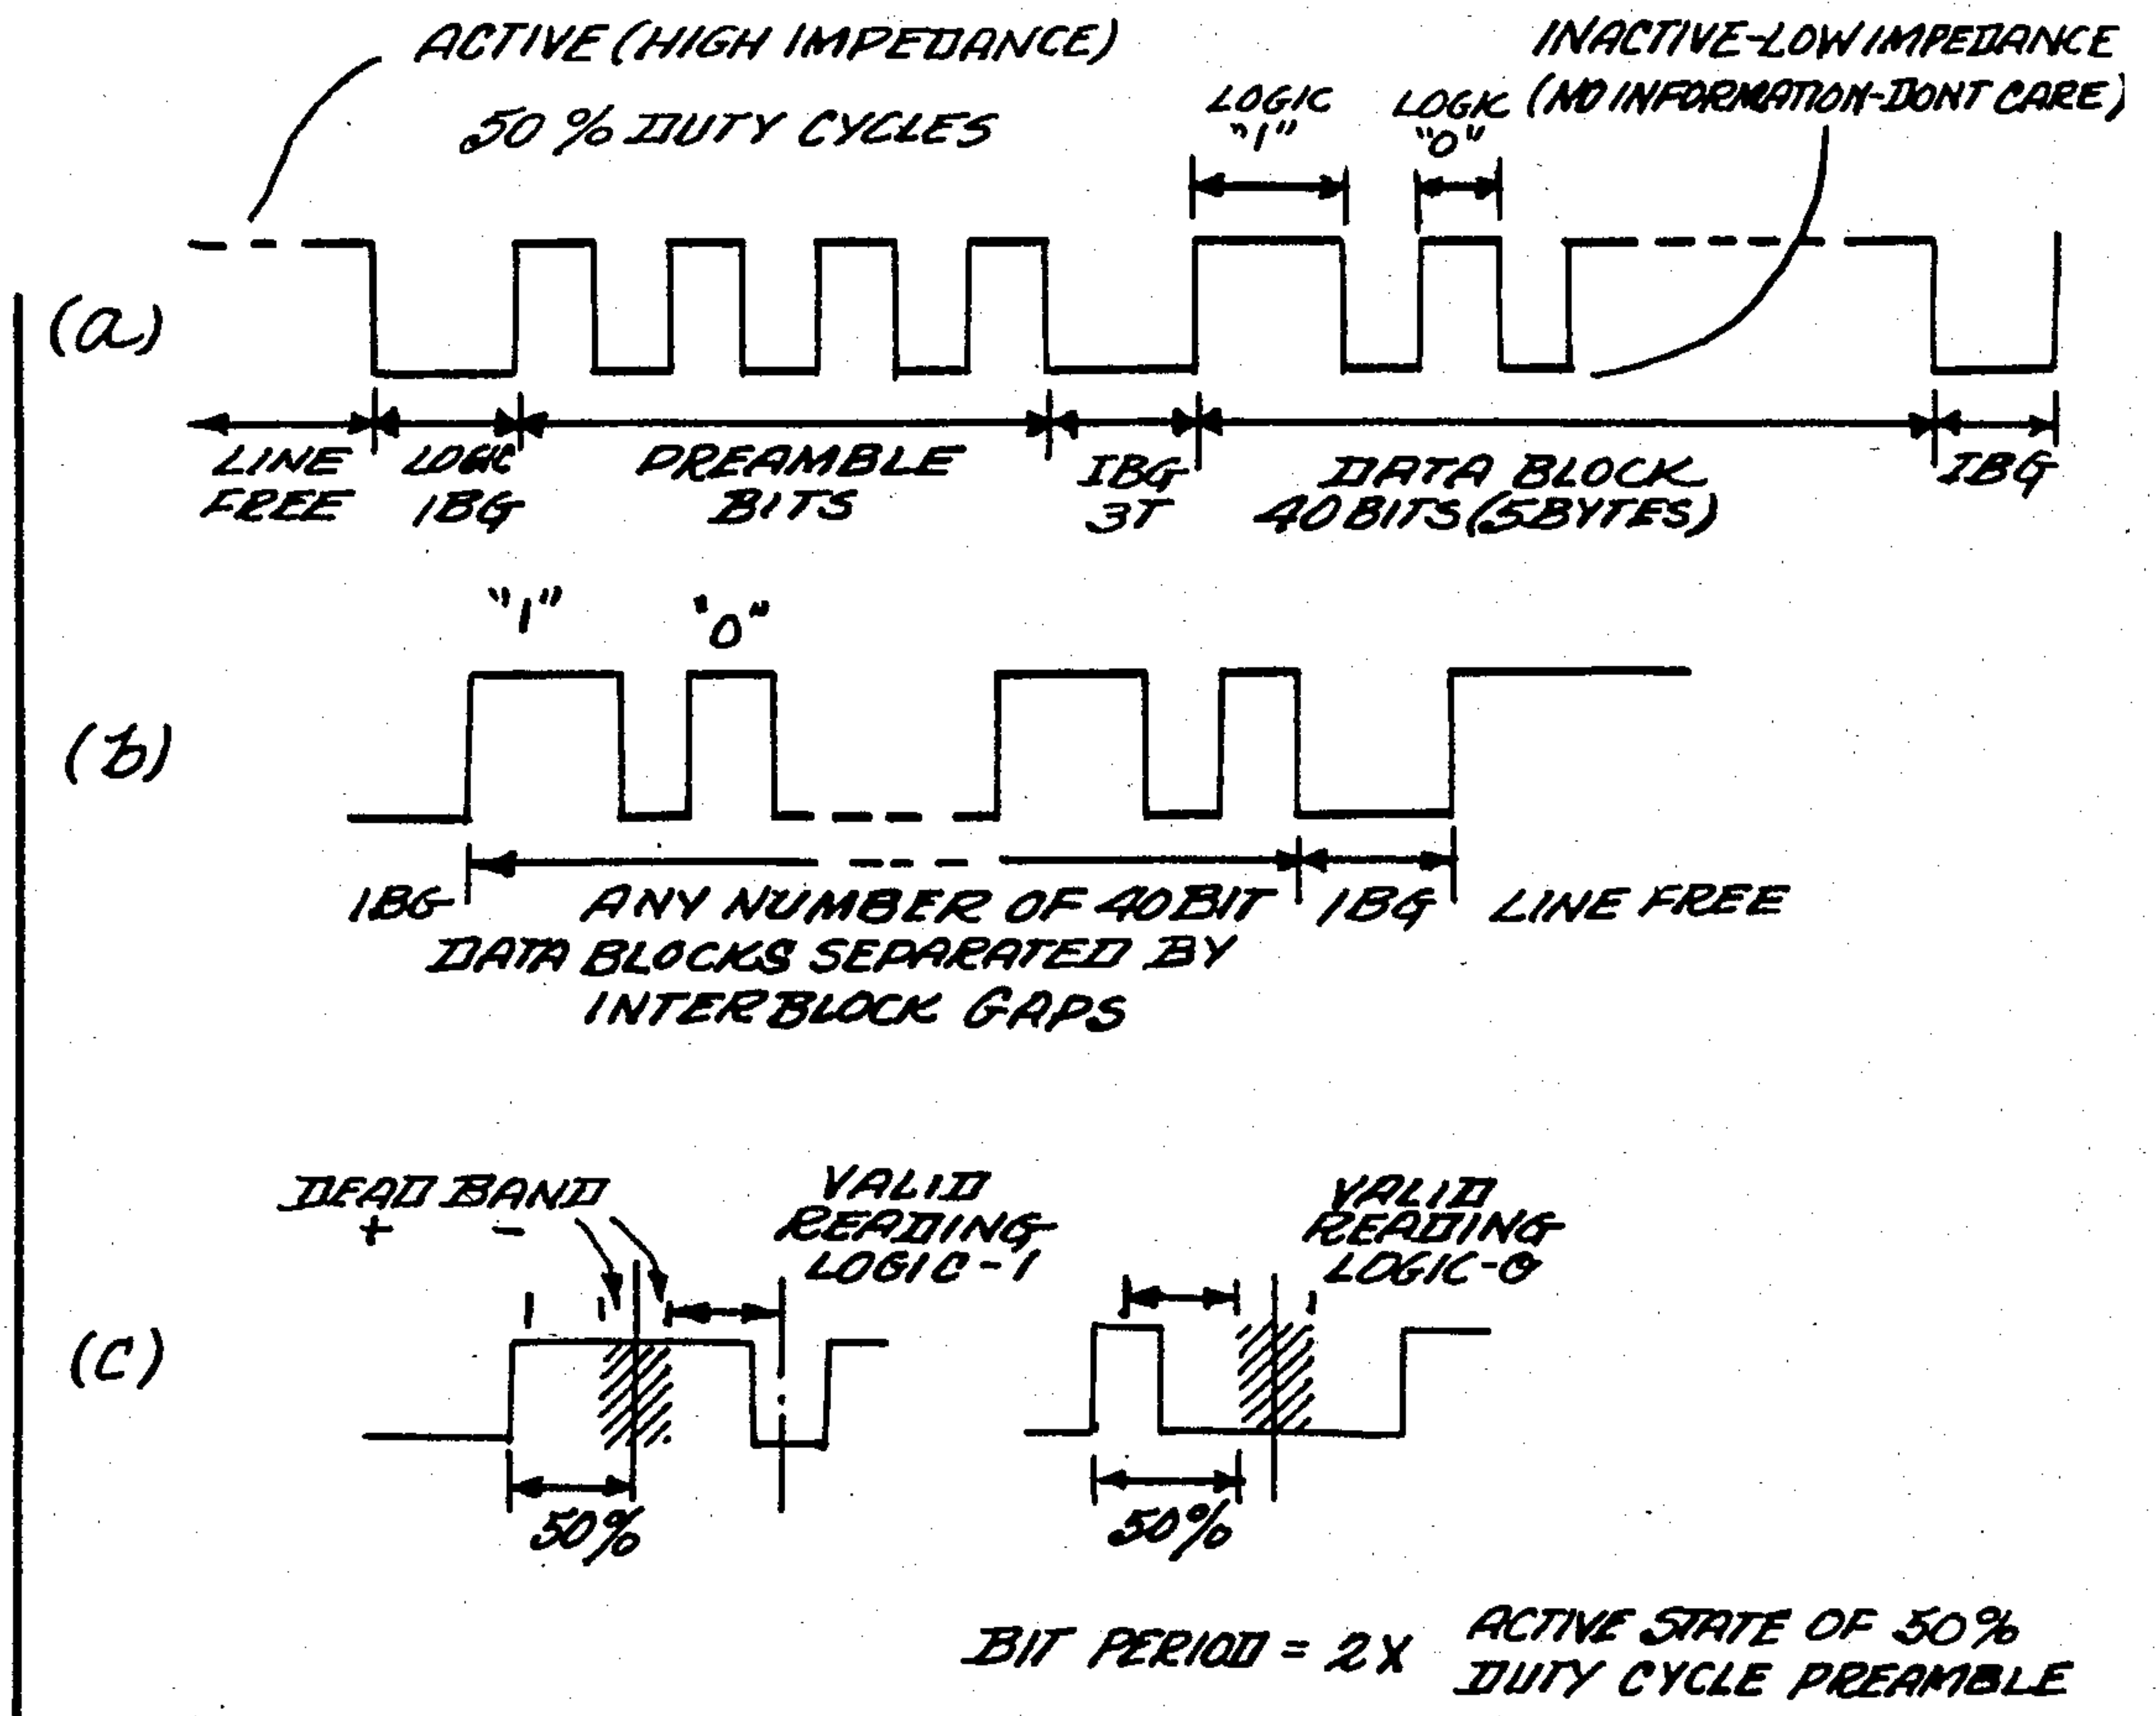 ACTIVE (HIGH IMPEDANCE)
50% DUTY CYCLES
INACTIVE-LOW IMPEDANCE
(NO INFORMATION-DONT CARE)
LOGIC
"1"
LOGIC
"0"
(a)
LINE
FREE
LOGIC
IBG
PREAMBLE
BITS
IBG
3T
DATA BLOCK
40 BITS (5 BYTES)
IBG
"1"
"0"
(b)
IBG
ANY NUMBER OF 40 BIT
DATA BLOCKS SEPARATED BY
INTERBLOCK GAPS
IBG
LINE FREE
DEAD BAND
+ -
VALID
READING
LOGIC-1
VALID
READING
LOGIC-0
(c)
50%
50%
BIT PERIOD = 2X
ACTIVE STATE OF 50%
DUTY CYCLE PREAMBLE